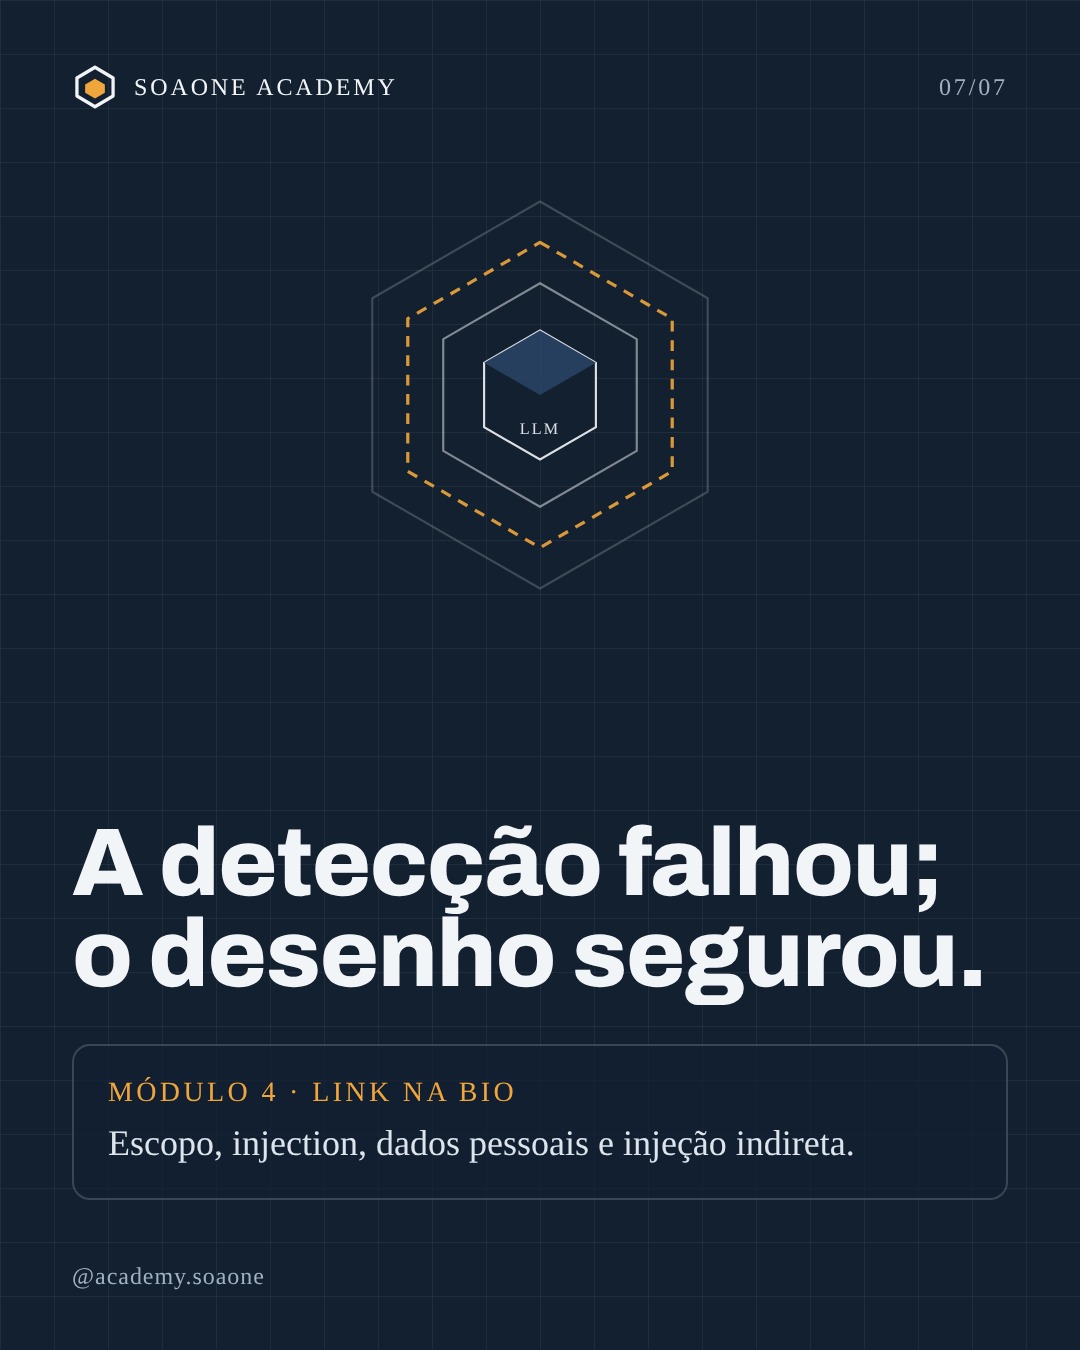 SOAONE ACADEMY
07/07
LLM
A detecção falhou;
o desenho segurou.
MÓDULO 4 · LINK NA BIO
Escopo, injection, dados pessoais e injeção indireta.
@academy.soaone